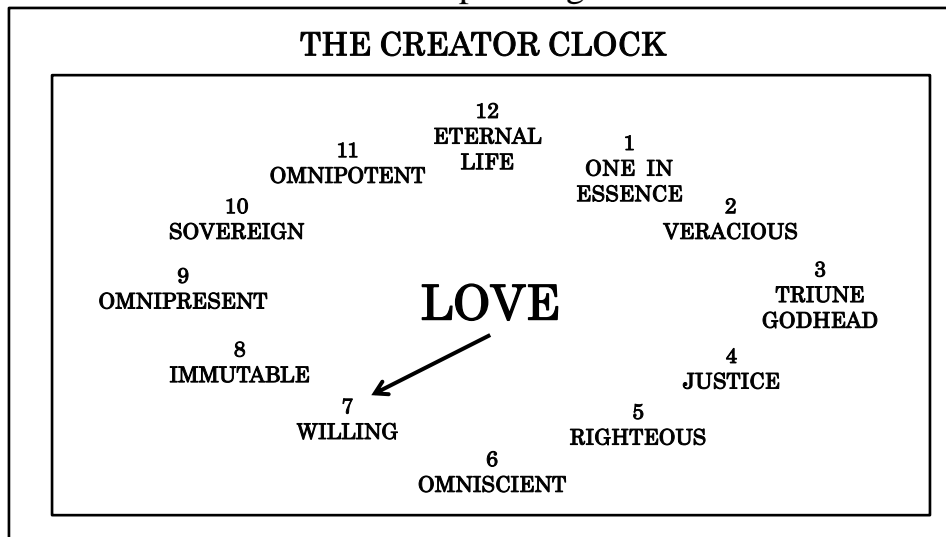 THE CREATOR CLOCK
12
ETERNAL
LIFE
1
ONE IN
ESSENCE
2
VERACIOUS
3
TRIUNE
GODHEAD
4
JUSTICE
5
RIGHTEOUS
6
OMNISCIENT
7
WILLING
8
IMMUTABLE
9
OMNIPRESENT
10
SOVEREIGN
11
OMNIPOTENT
LOVE